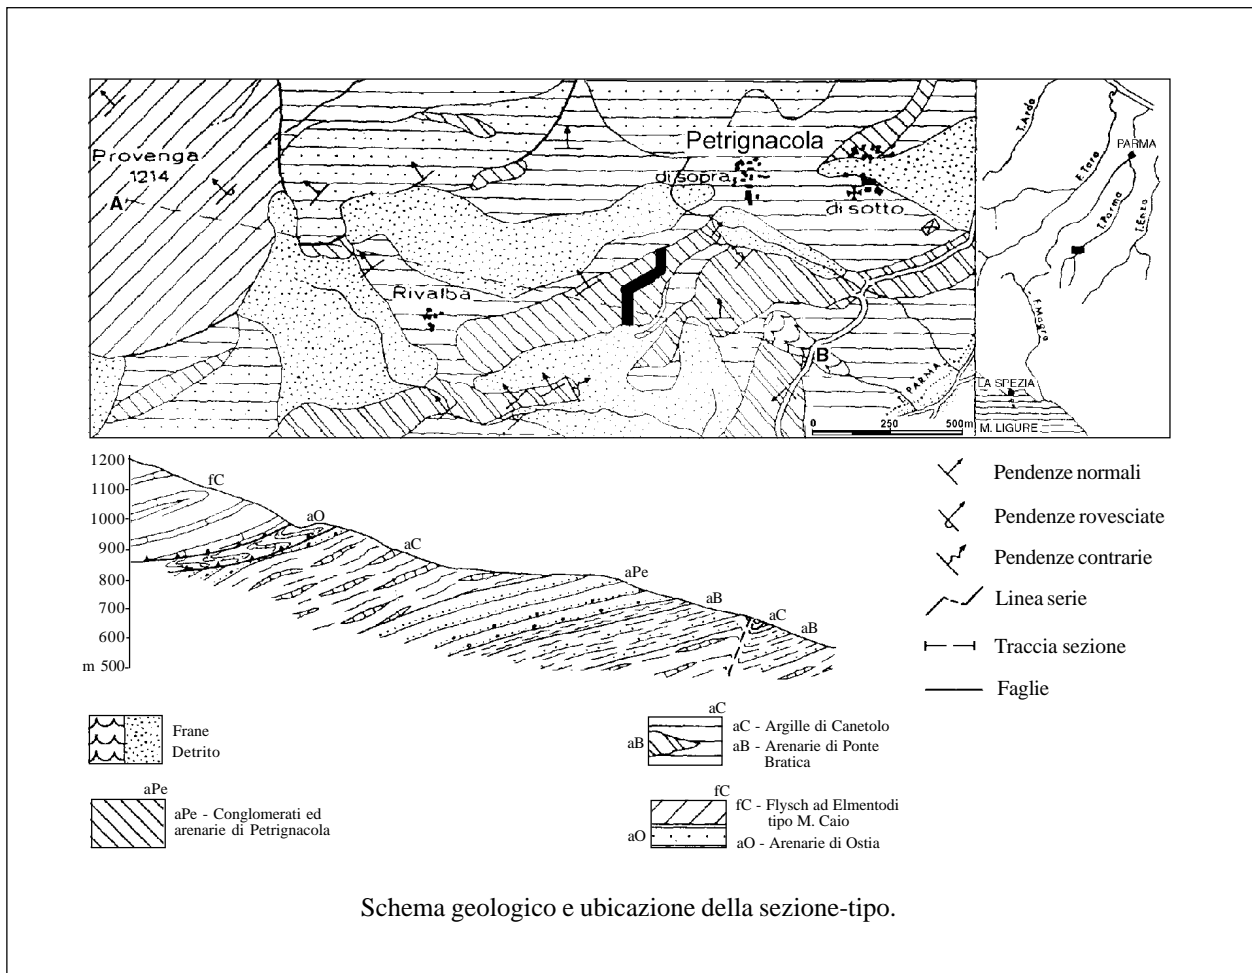 Provenga
1214
A
Petrignacola
di sopra
di sotto
Rivalba
B
T. PARMA
0 250 500m
T. Arda
F. Taro
PARMA
T. Parma
T. Enza
F. Magra
LA SPEZIA
M. LIGURE
1200
1100
1000
900
800
700
600
m 500
fC
aO
aC
aPe
aB
aC
aB
Pendenze normali
Pendenze rovesciate
Pendenze contrarie
Linea serie
Traccia sezione
Faglie
Frane
Detrito
aPe
aPe - Conglomerati ed
arenarie di Petrignacola
aC
aB
aC - Argille di Canetolo
aB - Arenarie di Ponte
Bratica
fC
aO
fC - Flysch ad Elmentodi
tipo M. Caio
aO - Arenarie di Ostia
Schema geologico e ubicazione della sezione-tipo.